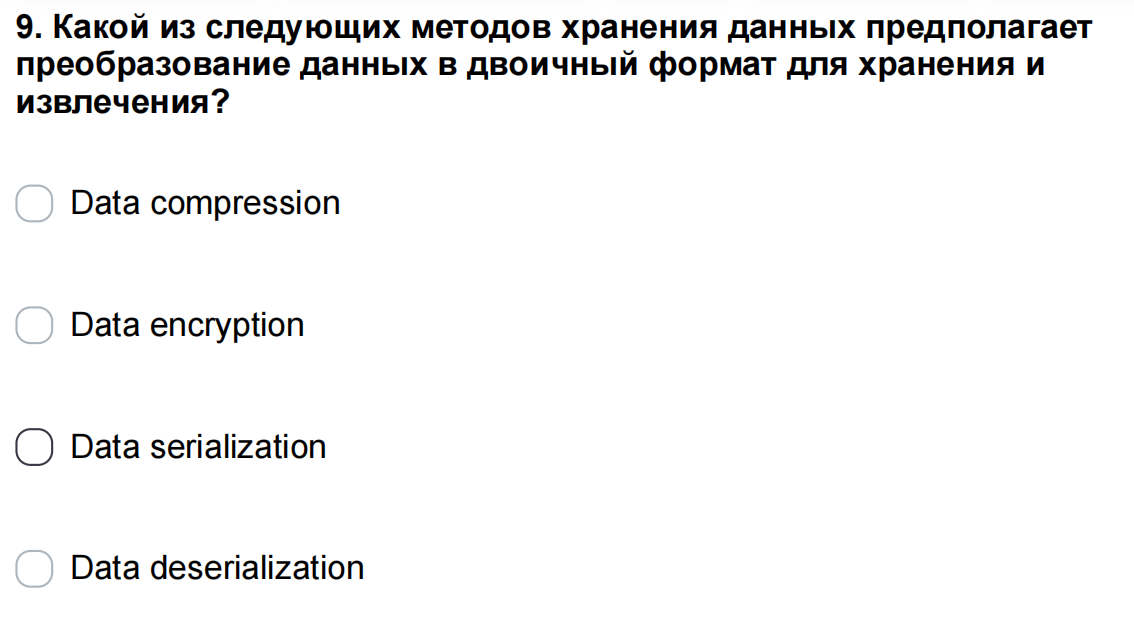 9. Какой из следующих методов хранения данных предполагает
преобразование данных в двоичный формат для хранения и
извлечения?
Data compression
Data encryption
Data serialization
Data deserialization